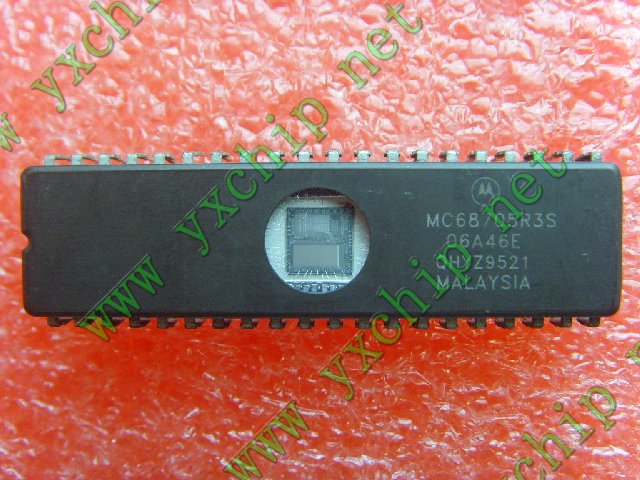 MC68705R3S
06A46E
QHYZ9521
MALAYSIA
www yxchip net
www yxchip net
www yxchip net